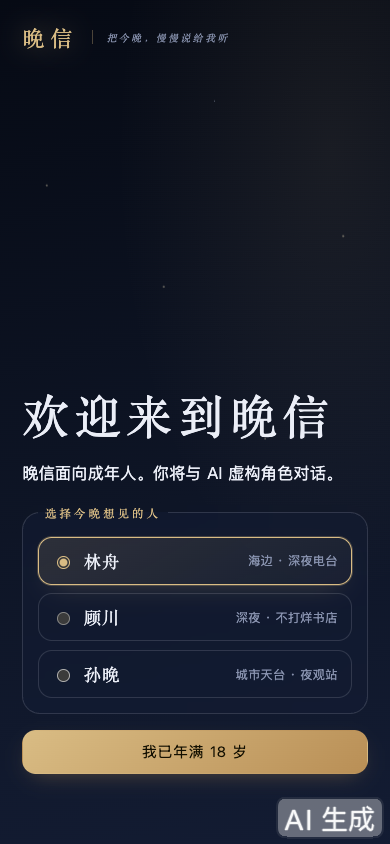 晚信
把今晚，慢慢说给我听
欢迎来到晚信
晚信面向成年人。你将与 AI 虚构角色对话。
选择今晚想见的人
林舟 海边 · 深夜电台
顾川 深夜 · 不打烊书店
孙晚 城市天台 · 夜观站
我已年满 18 岁
AI 生成